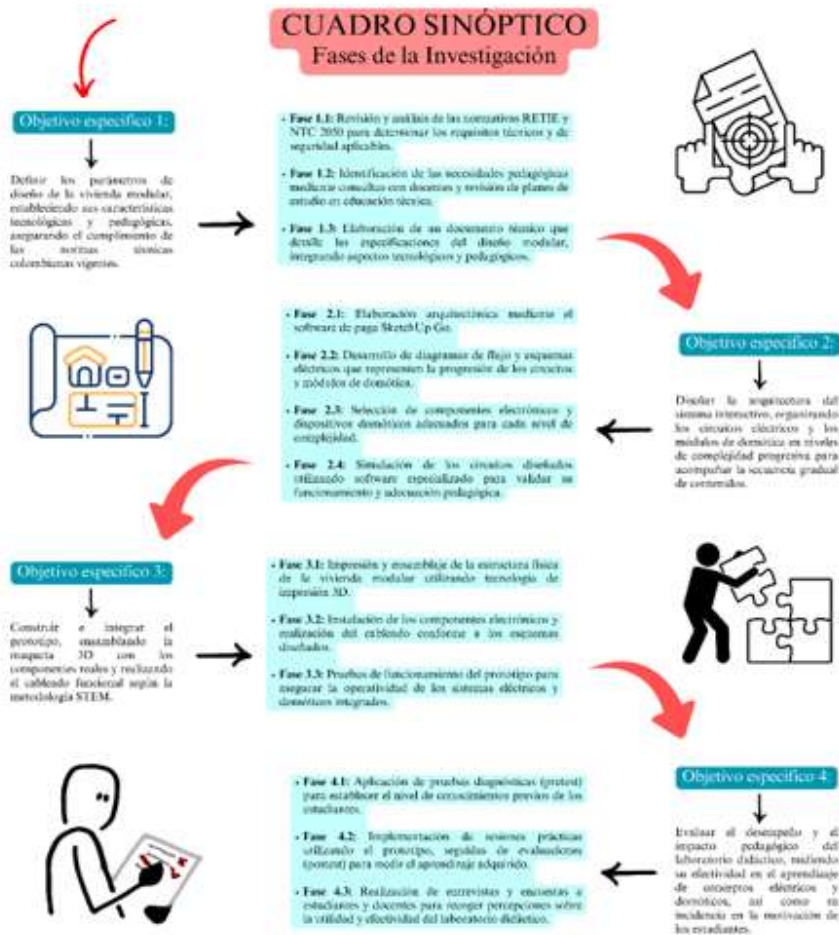 CUADRO SINÓPTICO
Fases de la Investigación
Objetivo específico 1:
Definir los parámetros de
diseño de la vivienda modular,
estableciendo sus características
tecnológicas y pedagógicas,
asegurando el cumplimiento de
las normas técnicas
colombianas vigentes.
• Fase 1.1: Revisión y análisis de las normativas RETIE y
NTC 2050 para determinar los requisitos técnicos y de
seguridad aplicables.
• Fase 1.2: Identificación de las necesidades pedagógicas
mediante consultas con docentes y revisión de planes de
estudio en educación técnica.
• Fase 1.3: Elaboración de un documento técnico que
detalle las especificaciones del diseño modular,
integrando aspectos tecnológicos y pedagógicos.
Objetivo específico 2:
Diseñar la arquitectura del
sistema interactivo, organizando
los circuitos eléctricos y los
módulos de domótica en niveles
de complejidad progresiva para
acompañar la secuencia gradual
de contenidos.
• Fase 2.1: Elaboración arquitectónica mediante el
software de paga SketchUp Go.
• Fase 2.2: Desarrollo de diagramas de flujo y esquemas
eléctricos que representen la progresión de los circuitos
y módulos de domótica.
• Fase 2.3: Selección de componentes electrónicos y
dispositivos domóticos adecuados para cada nivel de
complejidad.
• Fase 2.4: Simulación de los circuitos diseñados
utilizando software especializado para validar su
funcionamiento y adecuación pedagógica.
Objetivo específico 3:
Construir e integrar el
prototipo, ensamblando la
maqueta 3D con los
componentes reales y realizando
el cableado funcional según la
metodología STEM.
• Fase 3.1: Impresión y ensamblaje de la estructura física
de la vivienda modular utilizando tecnología de
impresión 3D.
• Fase 3.2: Instalación de los componentes electrónicos y
realización del cableado conforme a los esquemas
diseñados.
• Fase 3.3: Pruebas de funcionamiento del prototipo para
asegurar la operatividad de los sistemas eléctricos y
domóticos integrados.
Objetivo específico 4:
Evaluar el desempeño y el
impacto pedagógico del
laboratorio didáctico, midiendo
su efectividad en el aprendizaje
de conceptos eléctricos y
domóticos, así como su
incidencia en la motivación de
los estudiantes.
• Fase 4.1: Aplicación de pruebas diagnósticas (pretest)
para establecer el nivel de conocimientos previos de los
estudiantes.
• Fase 4.2: Implementación de sesiones prácticas
utilizando el prototipo, seguidas de evaluaciones
(postest) para medir el aprendizaje adquirido.
• Fase 4.3: Realización de entrevistas y encuestas a
estudiantes y docentes para recoger percepciones sobre
la utilidad y efectividad del laboratorio didáctico.